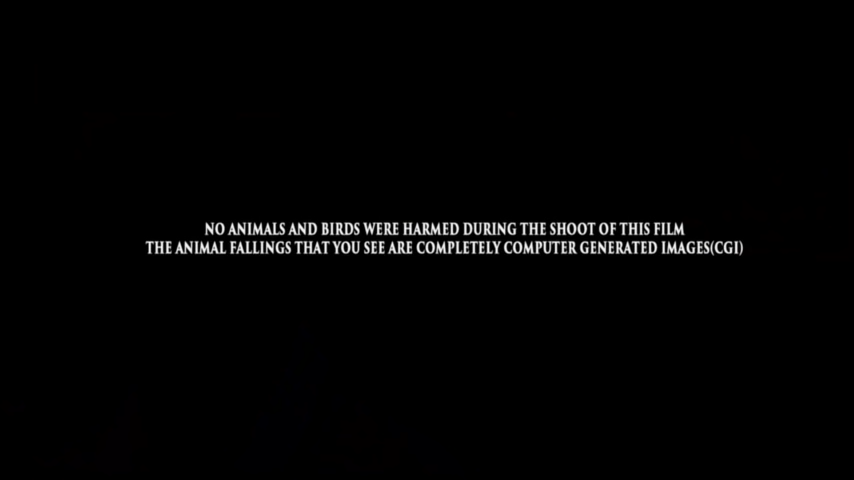 NO ANIMALS AND BIRDS WERE HARMED DURING THE SHOOT OF THIS FILM
THE ANIMAL FALLINGS THAT YOU SEE ARE COMPLETELY COMPUTER GENERATED IMAGES(CGI)